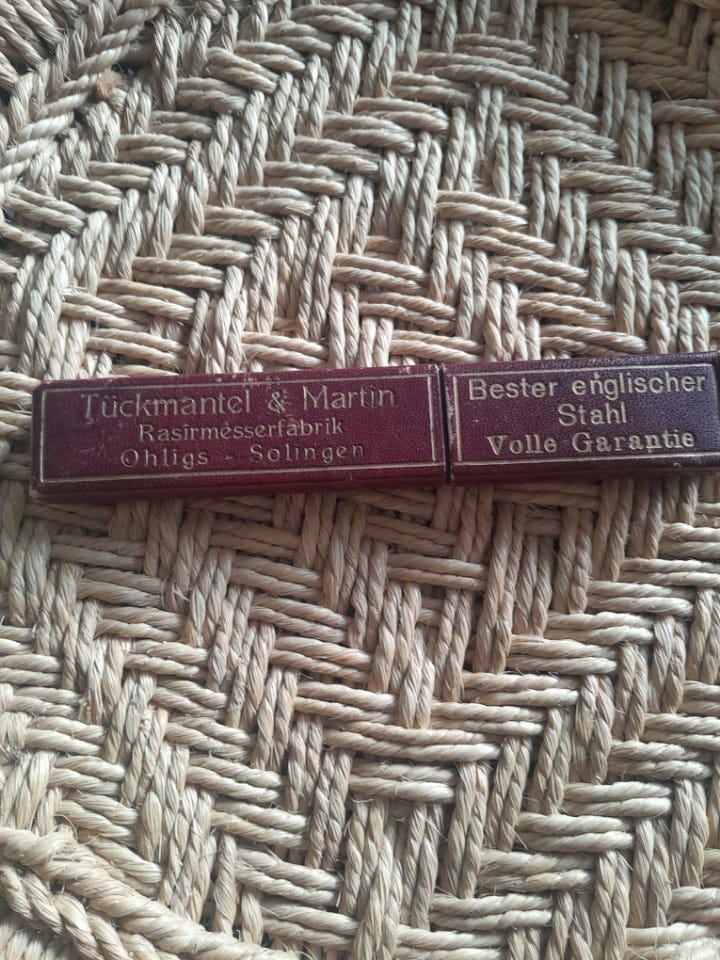 Tückmantel & Martin
Rasirmesserfabrik
Ohligs - Solingen
Bester englischer
Stahl
Volle Garantie